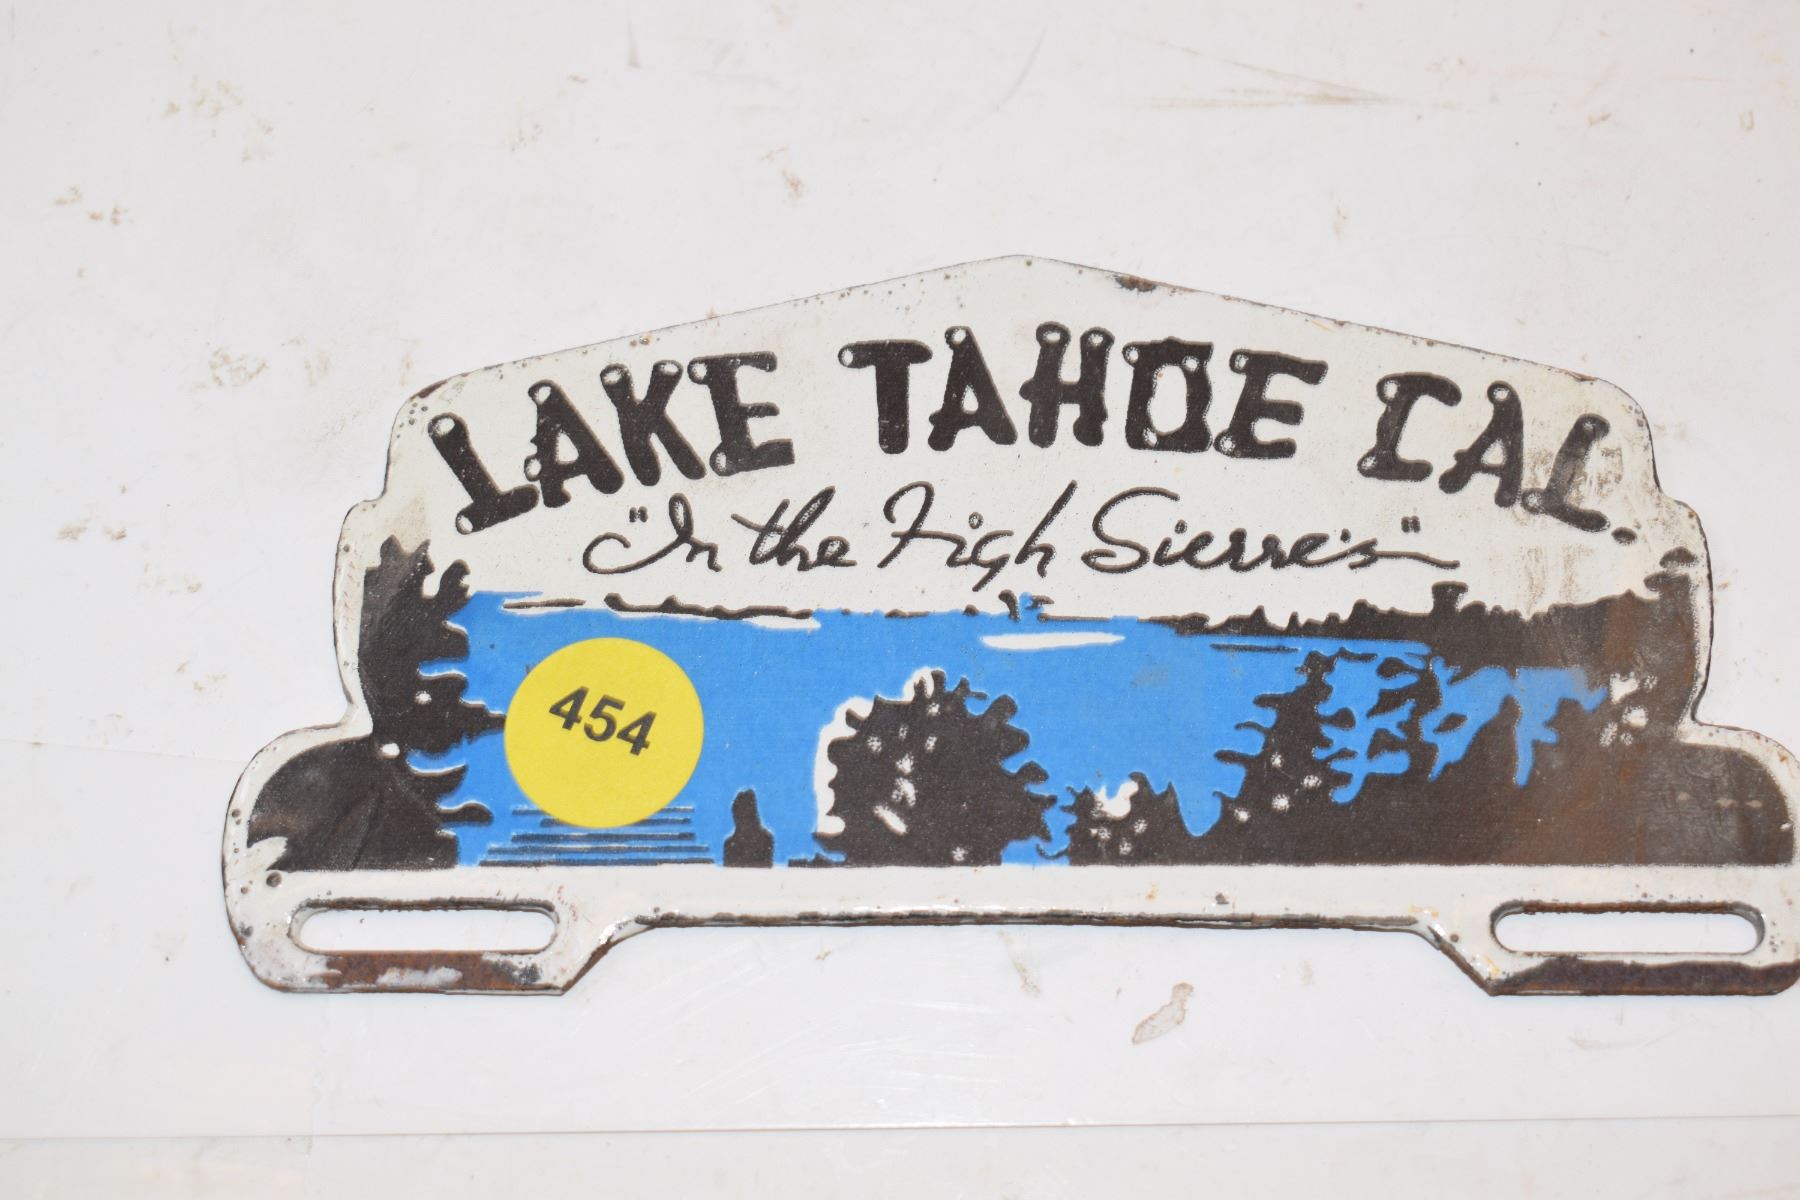 LAKE TAHOE CAL.
"In the High Sierre's"
454